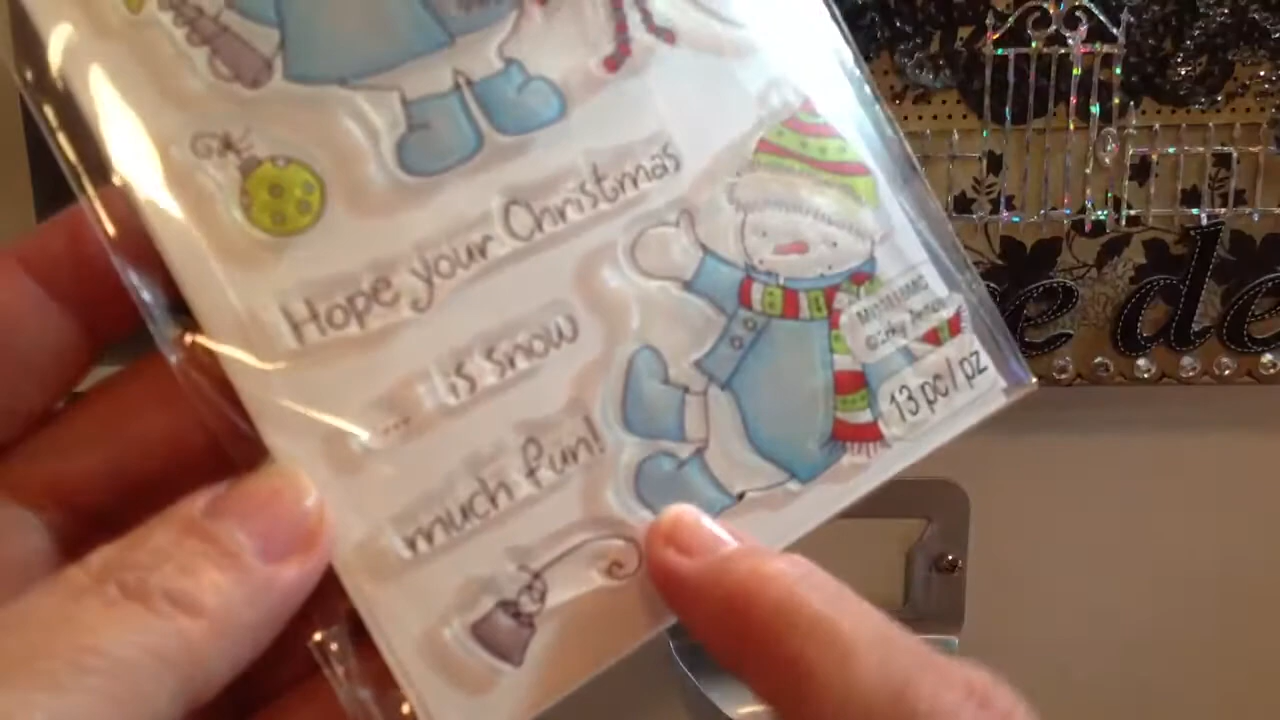 Hope your Christmas
... is snow
much fun!
13 pc / pz